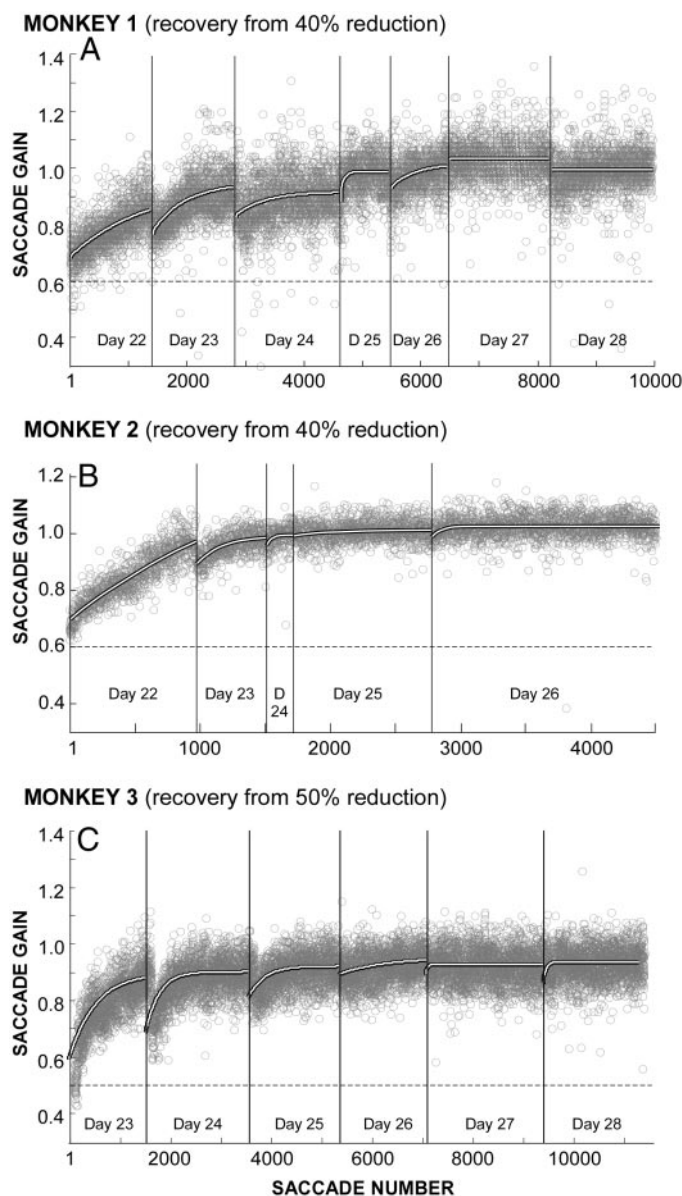 MONKEY 1 (recovery from 40% reduction)
A
SACCADE GAIN
1.4
1.2
1.0
0.8
0.6
0.4
Day 22
Day 23
Day 24
D 25
Day 26
Day 27
Day 28
1 2000 4000 6000 8000 10000
MONKEY 2 (recovery from 40% reduction)
B
SACCADE GAIN
1.2
1.0
0.8
0.6
0.4
Day 22
Day 23
D
24
Day 25
Day 26
1 1000 2000 3000 4000
MONKEY 3 (recovery from 50% reduction)
C
SACCADE GAIN
1.4
1.2
1.0
0.8
0.6
0.4
Day 23
Day 24
Day 25
Day 26
Day 27
Day 28
1 2000 4000 6000 8000 10000
SACCADE NUMBER